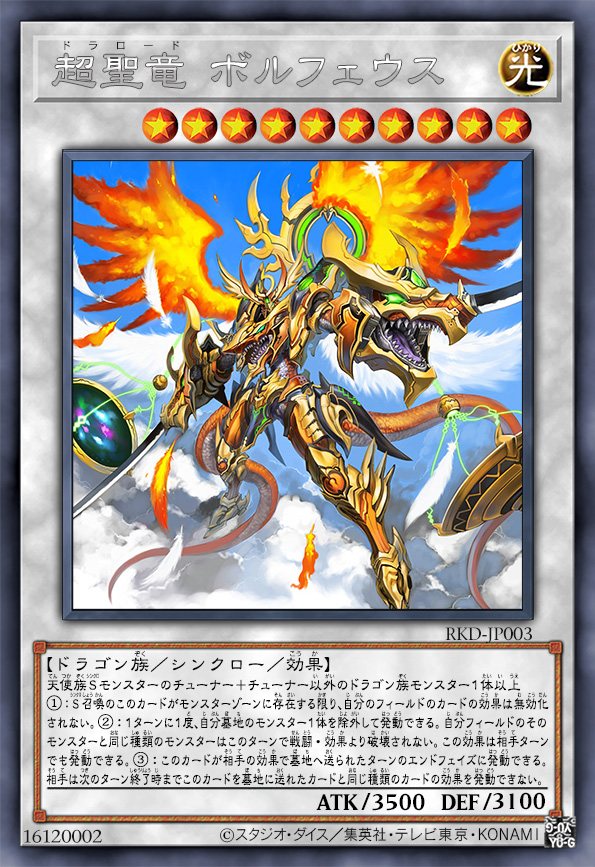 ドラロード
超聖竜 ボルフェウス
ひかり
光
RKD-JP003
【ドラゴン族／シンクロー／効果】
天使族Sモンスターのチューナー＋チューナー以外のドラゴン族モンスター1体以上
①：S召喚のこのカードがモンスターゾーンに存在する限り、自分のフィールドのカードの効果は無効化
されない。②：1ターンに1度、自分墓地のモンスター1体を除外して発動できる。自分フィールドのその
モンスターと同じ種類のモンスターはこのターンで戦闘・効果より破壊されない。この効果は相手ターン
でも発動できる。③：このカードが相手の効果で墓地へ送られたターンのエンドフェイズに発動できる。
相手は次のターン終了時までこのカードを墓地に送れたカードと同じ種類のカードの効果を発動できない。
ATK/3500 DEF/3100
16120002
©スタジオ・ダイス／集英社・テレビ東京・KONAMI